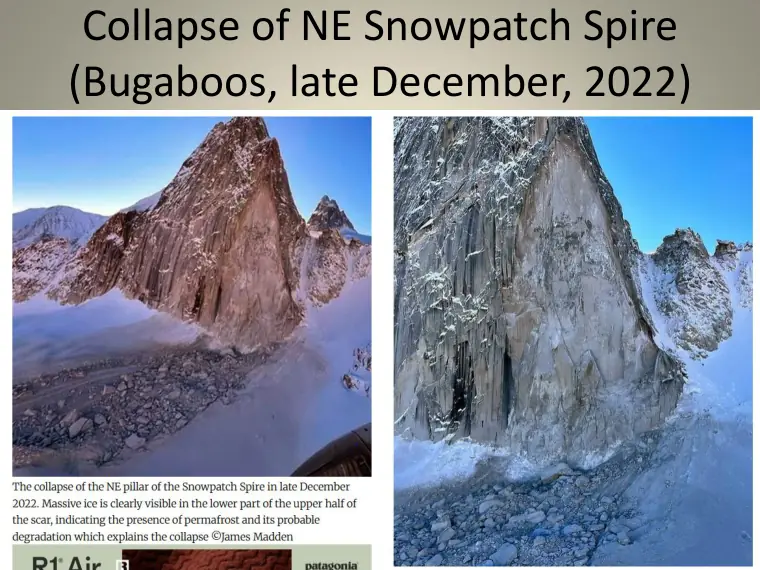 Collapse of NE Snowpatch Spire
(Bugaboos, late December, 2022)
The collapse of the NE pillar of the Snowpatch Spire in late December
2022. Massive ice is clearly visible in the lower part of the upper half of
the scar, indicating the presence of permafrost and its probable
degradation which explains the collapse ©James Madden
R1® Air
patagonia®